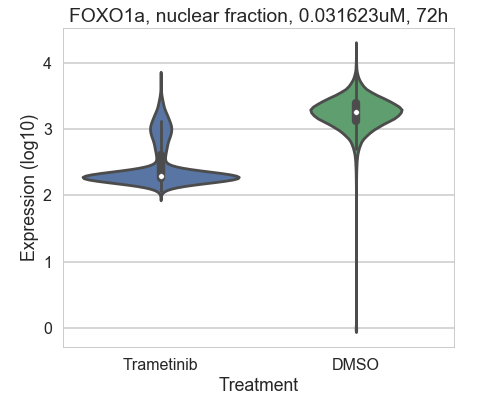 FOXO1a, nuclear fraction, 0.031623uM, 72h
4
3
2
1
0
Expression (log10)
Trametinib DMSO
Treatment